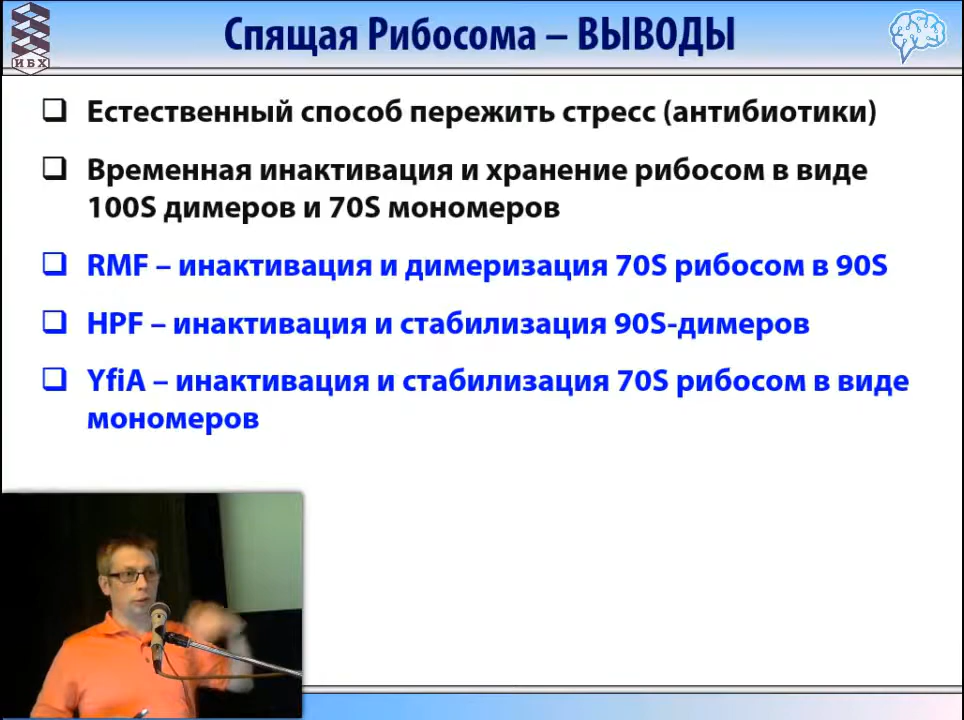 Спящая Рибосома – ВЫВОДЫ
ИБХ
Естественный способ пережить стресс (антибиотики)
Временная инактивация и хранение рибосом в виде
100S димеров и 70S мономеров
RMF – инактивация и димеризация 70S рибосом в 90S
HPF – инактивация и стабилизация 90S-димеров
YfiA – инактивация и стабилизация 70S рибосом в виде
мономеров